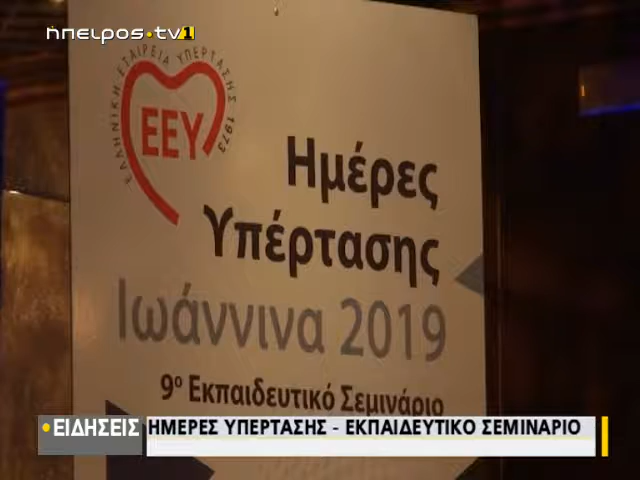 ηπειρος·tv1
ΕΛΛΗΝΙΚΗ ΕΤΑΙΡΕΙΑ ΥΠΕΡΤΑΣΗΣ 1973
ΕΕΥ
Ημέρες
Υπέρτασης
Ιωάννινα 2019
9ο Εκπαιδευτικό Σεμινάριο
ΕΙΔΗΣΕΙΣ
ΗΜΕΡΕΣ ΥΠΕΡΤΑΣΗΣ - ΕΚΠΑΙΔΕΥΤΙΚΟ ΣΕΜΙΝΑΡΙΟ